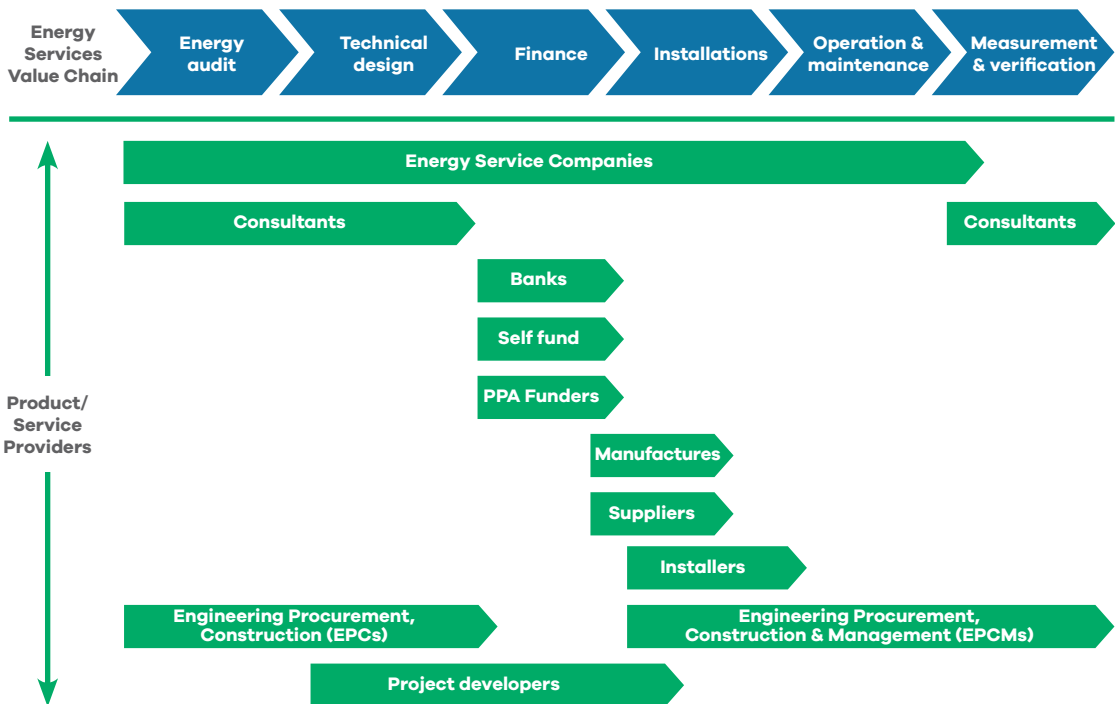 Energy
Services
Value Chain
Energy
audit
Technical
design
Finance
Installations
Operation &
maintenance
Measurement
& verification
Energy Service Companies
Consultants
Consultants
Banks
Self fund
PPA Funders
Product/
Service
Providers
Manufactures
Suppliers
Installers
Engineering Procurement,
Construction (EPCs)
Engineering Procurement,
Construction & Management (EPCMs)
Project developers